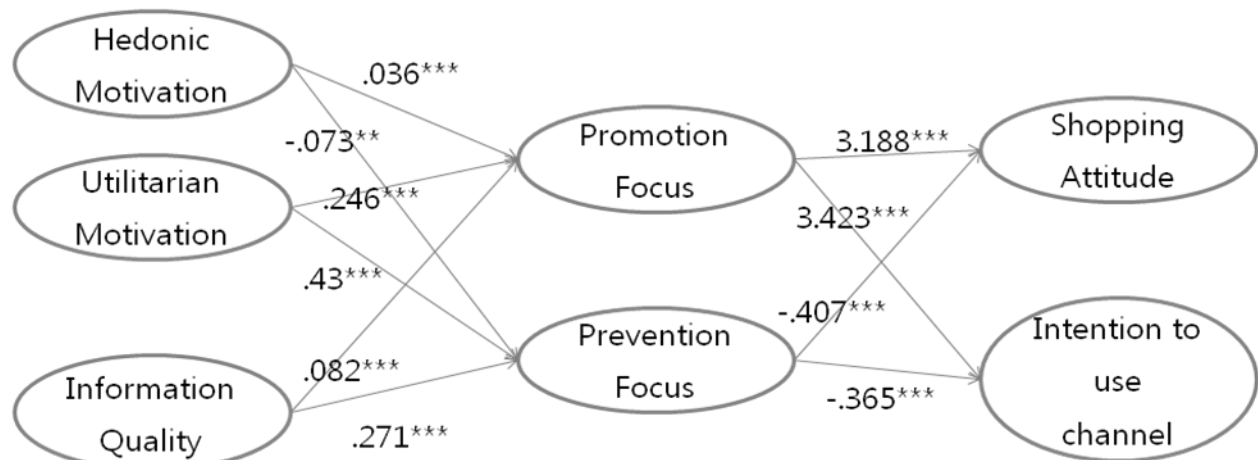 Hedonic
Motivation
.036***
-.073**
Utilitarian
Motivation
.246***
.43***
Information
Quality
.082***
.271***
Promotion
Focus
Prevention
Focus
3.188***
3.423***
-.407***
-.365***
Shopping
Attitude
Intention to
use
channel